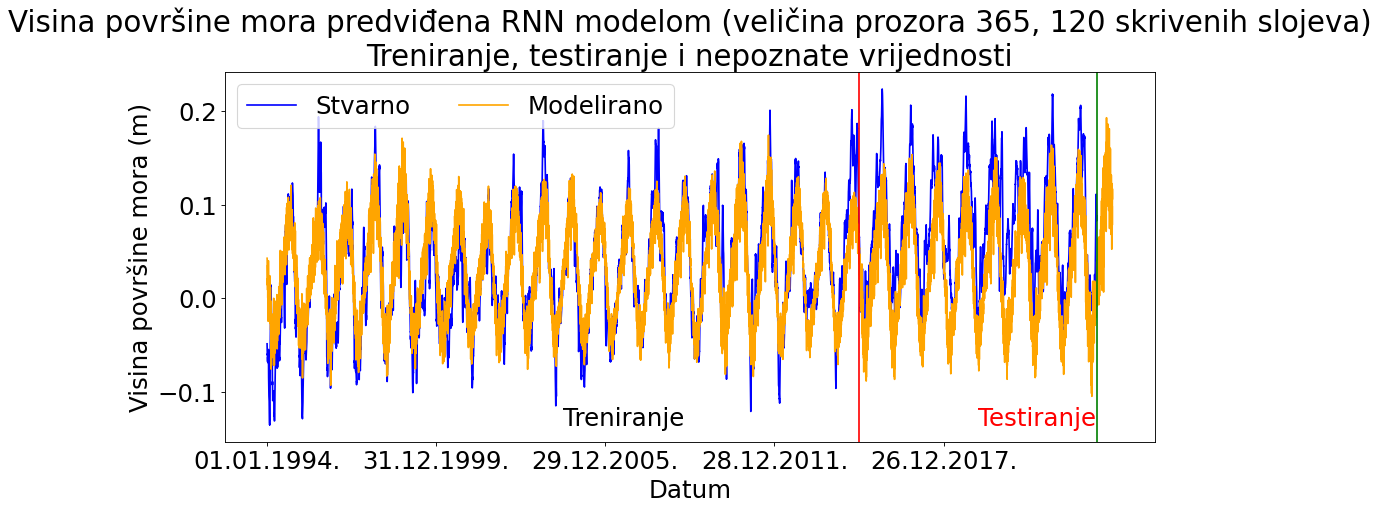 Visina površine mora predviđena RNN modelom (veličina prozora 365, 120 skrivenih slojeva)
Treniranje, testiranje i nepoznate vrijednosti
Stvarno Modelirano
Visina površine mora (m)
0.2
0.1
0.0
−0.1
Treniranje Testiranje
01.01.1994. 31.12.1999. 29.12.2005. 28.12.2011. 26.12.2017.
Datum